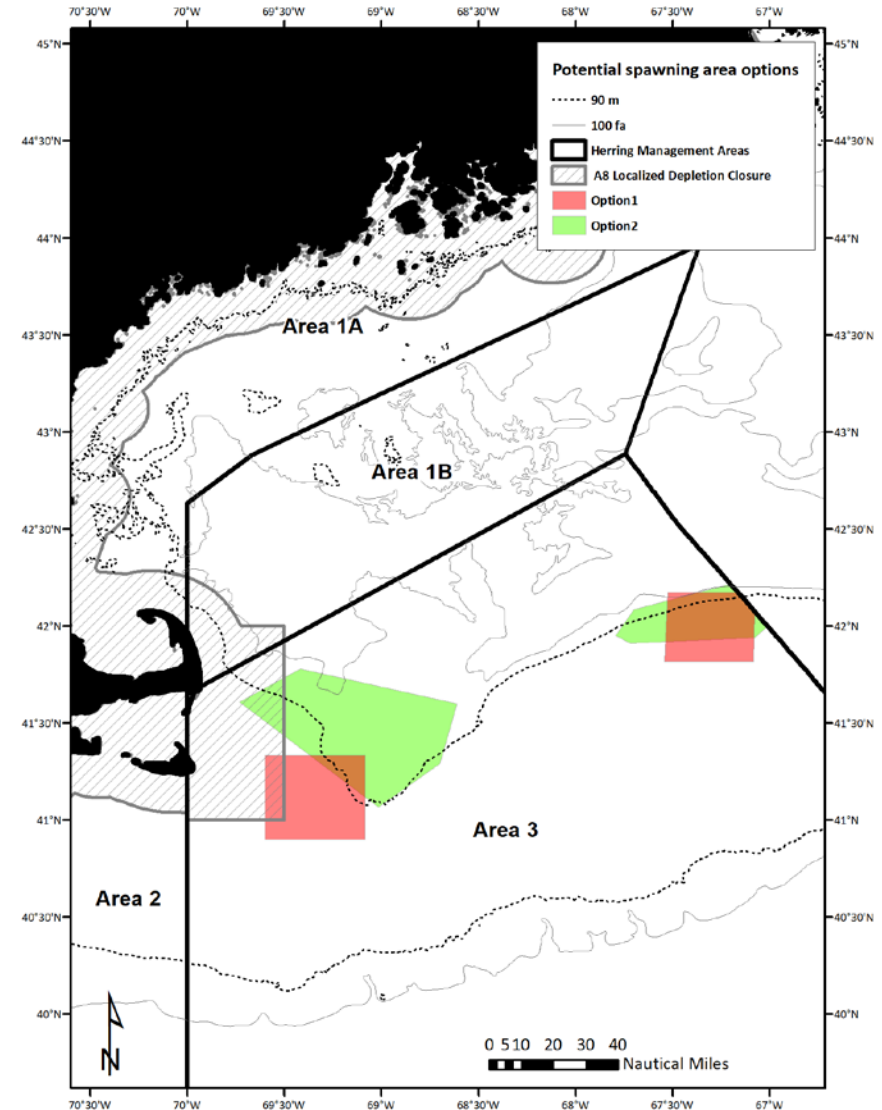 70°30'W 70°W 69°30'W 69°W 68°30'W 68°W 67°30'W 67°W
45°N 45°N
Potential spawning area options
90 m
100 fa
44°30'N 44°30'N
Herring Management Areas
A8 Localized Depletion Closure
Option1
Option2
44°N 44°N
Area 1A
43°30'N 43°30'N
43°N 43°N
Area 1B
42°30'N 42°30'N
42°N 42°N
41°30'N 41°30'N
41°N 41°N
Area 3
Area 2
40°30'N 40°30'N
40°N 40°N
N
0 5 10 20 30 40
Nautical Miles
70°30'W 70°W 69°30'W 69°W 68°30'W 68°W 67°30'W 67°W